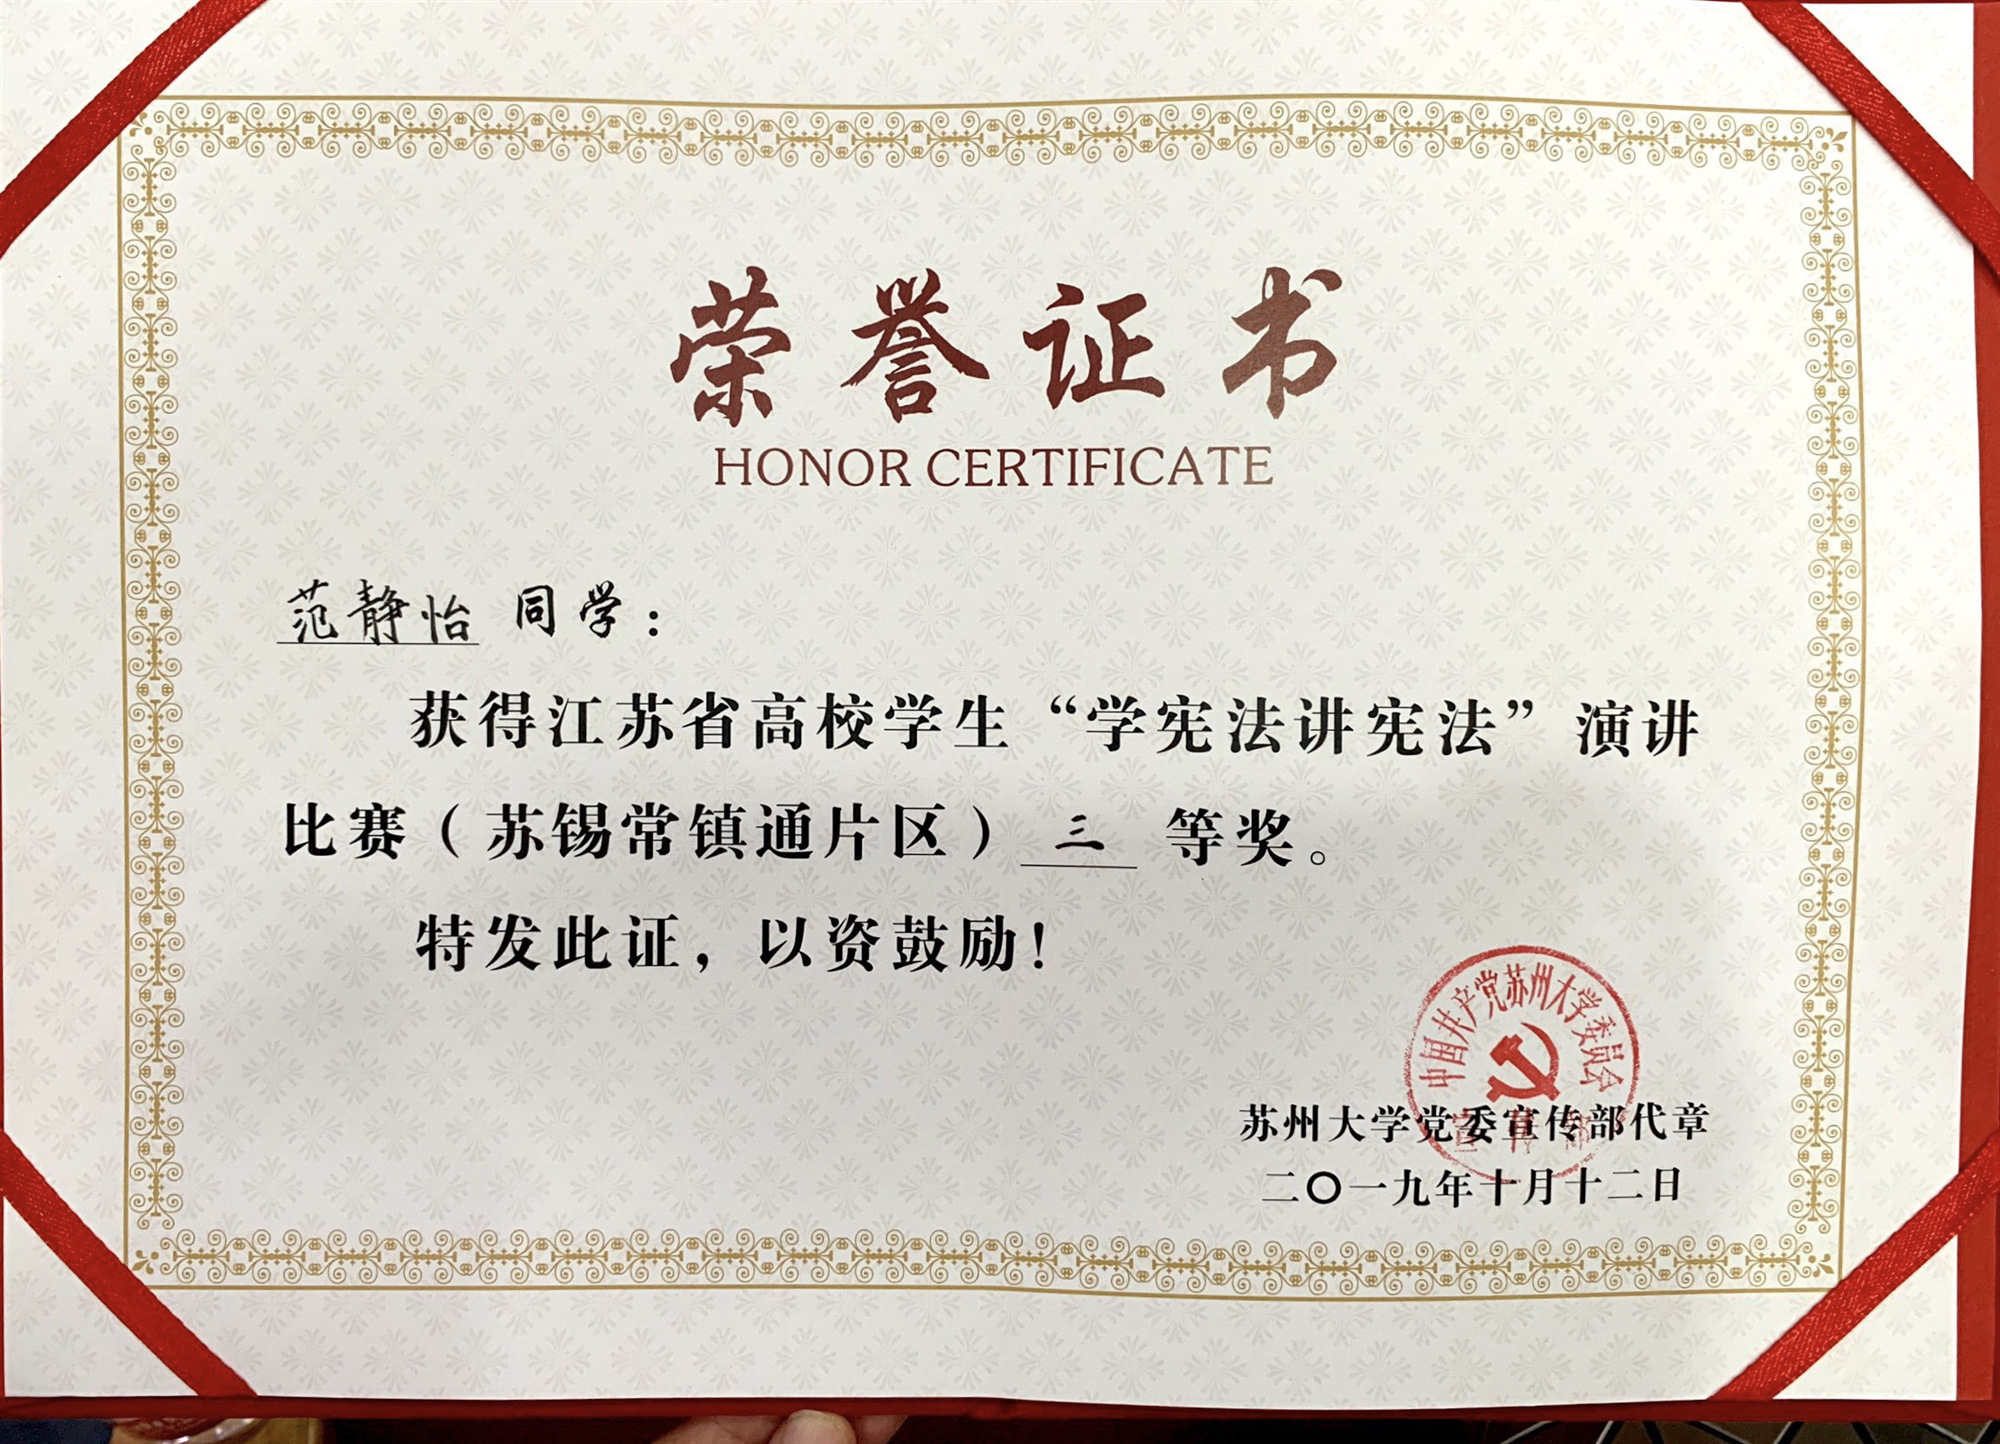 荣誉证书
HONOR CERTIFICATE
范静怡 同学：
获得江苏省高校学生“学宪法讲宪法”演讲
比赛（苏锡常镇通片区）三 等奖。
特发此证，以资鼓励！
中国共产党苏州大学委员会
宣传部
苏州大学党委宣传部代章
二〇一九年十月十二日